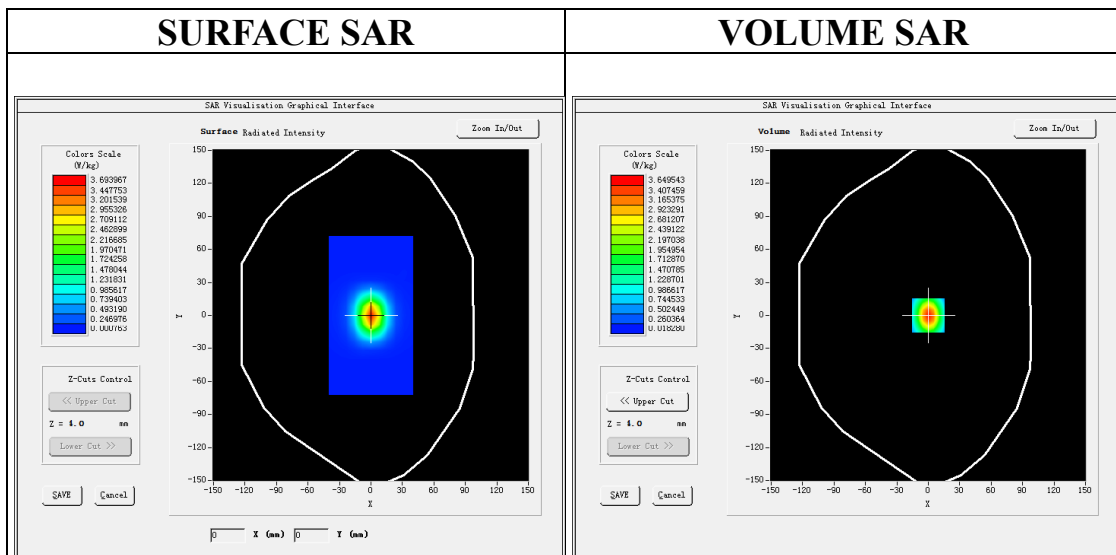 SURFACE SAR
VOLUME SAR
SAR Visualisation Graphical Interface
Surface Radiated Intensity
Zoom In/Out
Colors Scale
(W/kg)
3.693967
3.447753
3.201539
2.955326
2.709112
2.462899
2.216685
1.970471
1.724258
1.478044
1.231831
0.985617
0.739403
0.493190
0.246976
0.000763
150
120
90
60
30
0
-30
-60
-90
-120
-150
Y
-150 -120 -90 -60 -30 0 30 60 90 120 150
X
Z-Cuts Control
<< Upper Cut
Z = 4.0 mm
Lower Cut >>
SAVE Cancel
0 X (mm) 0 Y (mm)
SAR Visualisation Graphical Interface
Volume Radiated Intensity
Zoom In/Out
Colors Scale
(W/kg)
3.649543
3.407459
3.165375
2.923291
2.681207
2.439122
2.197038
1.954954
1.712870
1.470785
1.228701
0.986617
0.744533
0.502449
0.260364
0.018280
150
120
90
60
30
0
-30
-60
-90
-120
-150
Y
-150 -120 -90 -60 -30 0 30 60 90 120 150
X
Z-Cuts Control
<< Upper Cut
Z = 4.0 mm
Lower Cut >>
SAVE Cancel